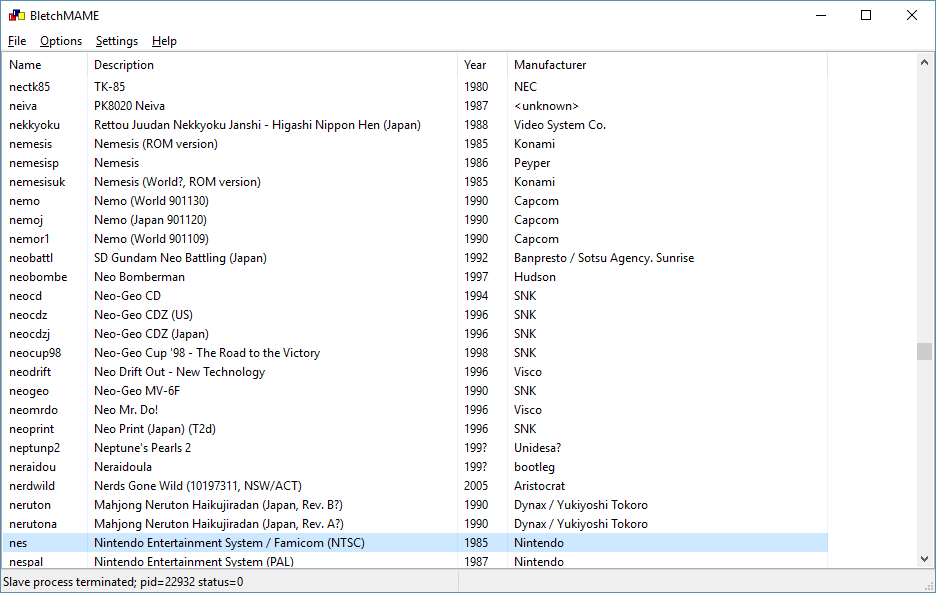 BletchMAME
File Options Settings Help
Name Description Year Manufacturer
nectk85 TK-85 1980 NEC
neiva PK8020 Neiva 1987 <unknown>
nekkyoku Rettou Juudan Nekkyoku Janshi - Higashi Nippon Hen (Japan) 1988 Video System Co.
nemesis Nemesis (ROM version) 1985 Konami
nemesisp Nemesis 1986 Peyper
nemesisuk Nemesis (World?, ROM version) 1985 Konami
nemo Nemo (World 901130) 1990 Capcom
nemoj Nemo (Japan 901120) 1990 Capcom
nemor1 Nemo (World 901109) 1990 Capcom
neobattl SD Gundam Neo Battling (Japan) 1992 Banpresto / Sotsu Agency. Sunrise
neobombe Neo Bomberman 1997 Hudson
neocd Neo-Geo CD 1994 SNK
neocdz Neo-Geo CDZ (US) 1996 SNK
neocdzj Neo-Geo CDZ (Japan) 1996 SNK
neocup98 Neo-Geo Cup '98 - The Road to the Victory 1998 SNK
neodrift Neo Drift Out - New Technology 1996 Visco
neogeo Neo-Geo MV-6F 1990 SNK
neomrdo Neo Mr. Do! 1996 Visco
neoprint Neo Print (Japan) (T2d) 1996 SNK
neptunp2 Neptune's Pearls 2 199? Unidesa?
neraidou Neraidoula 199? bootleg
nerdwild Nerds Gone Wild (10197311, NSW/ACT) 2005 Aristocrat
neruton Mahjong Neruton Haikujiradan (Japan, Rev. B?) 1990 Dynax / Yukiyoshi Tokoro
nerutona Mahjong Neruton Haikujiradan (Japan, Rev. A?) 1990 Dynax / Yukiyoshi Tokoro
nes Nintendo Entertainment System / Famicom (NTSC) 1985 Nintendo
nespal Nintendo Entertainment System (PAL) 1987 Nintendo
Slave process terminated; pid=22932 status=0